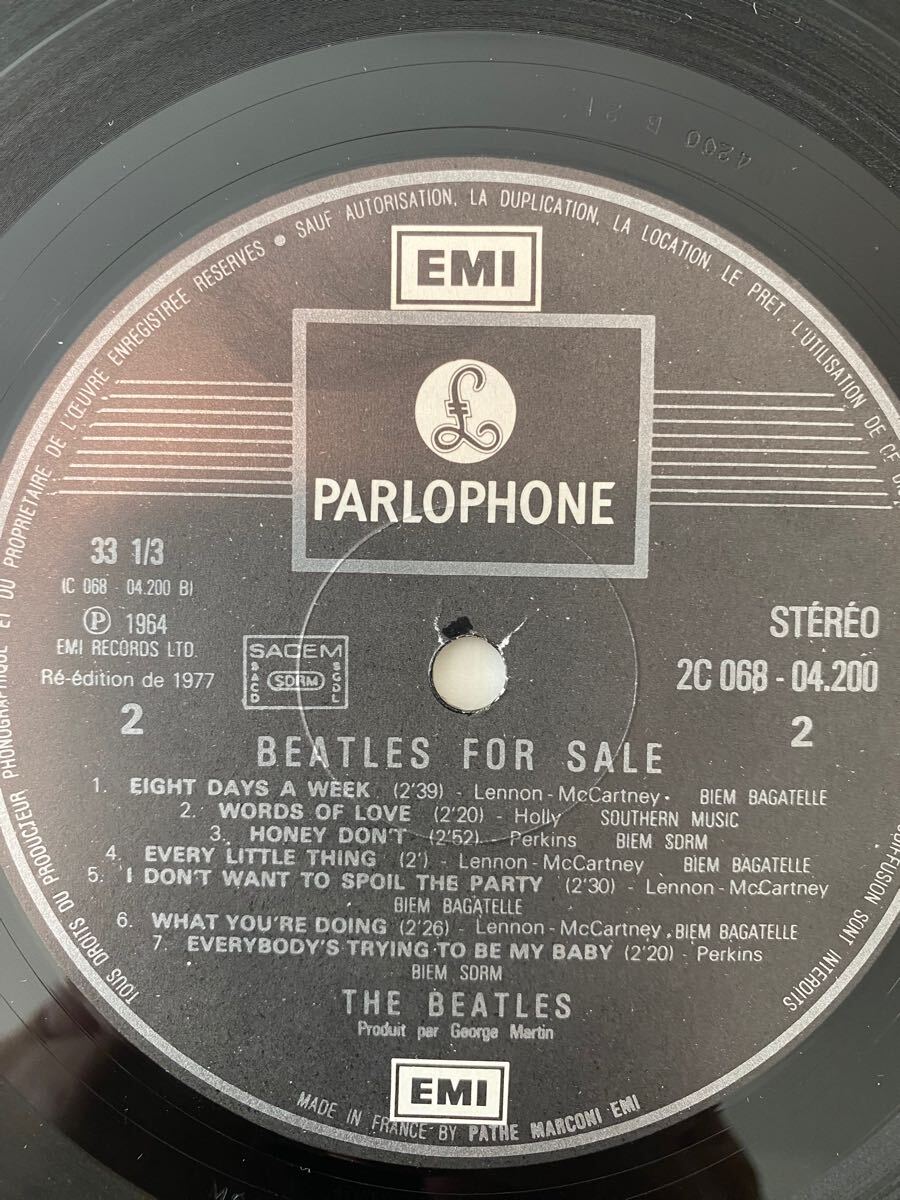 4200 B 21
TOUS DROITS DU PRODUCTEUR PHONOGRAPHIQUE ET DU PROPRIETAIRE DE L'ŒUVRE ENREGISTREE RESERVES • SAUF AUTORISATION, LA DUPLICATION, LA LOCATION, LE PRET, L'UTILISATION DE CE
SONT INTERDITS
EMI
£
PARLOPHONE
33 1/3
(C 068 - 04.200 B)
Ⓟ 1964
EMI RECORDS LTD.
Ré-édition de 1977
2
SACEM
SACD
SDRM
SGDL
STÉRÉO
2C 068 - 04.200
2
BEATLES FOR SALE
1. EIGHT DAYS A WEEK (2'39) - Lennon-McCartney - BIEM BAGATELLE
2. WORDS OF LOVE (2'20) - Holly SOUTHERN MUSIC
3. HONEY DON'T (2'52) - Perkins BIEM SDRM
4. EVERY LITTLE THING (2') - Lennon-McCartney BIEM BAGATELLE
5. I DON'T WANT TO SPOIL THE PARTY (2'30) - Lennon-McCartney
BIEM BAGATELLE
6. WHAT YOU'RE DOING (2'26) - Lennon-McCartney. BIEM BAGATELLE
7. EVERYBODY'S TRYING TO BE MY BABY (2'20) - Perkins
BIEM SDRM
THE BEATLES
Produit par George Martin
EMI
MADE IN FRANCE BY PATHE MARCONI EMI